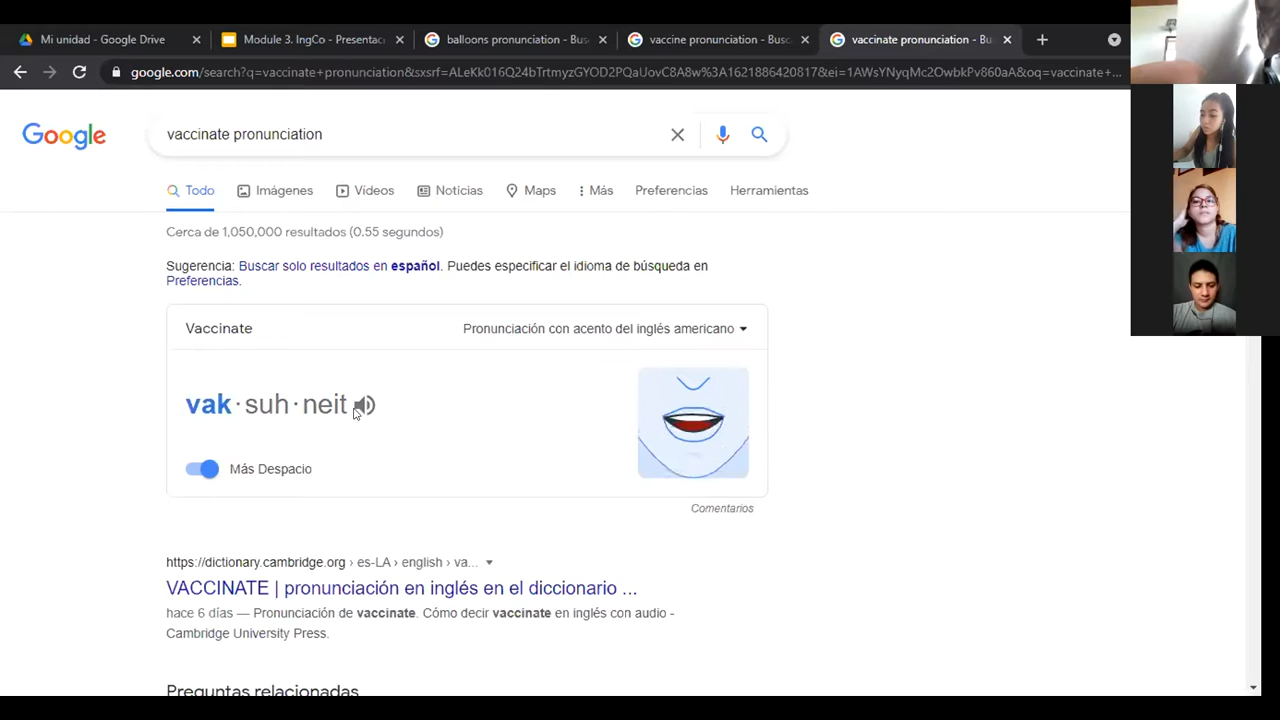 Mi unidad - Google Drive
Module 3. IngCo - Presentac
balloons pronunciation - Bus
vaccine pronunciation - Busc
vaccinate pronunciation - Bu
google.com/search?q=vaccinate+pronunciation&sxsrf=ALeKk016Q24bTrtmyzGYOD2PQaUovC8A8w%3A1621886420817&ei=1AWsYNyqMc2OwbkPv860aA&oq=vaccinate+...
Google
vaccinate pronunciation
Todo
Imágenes
Vídeos
Noticias
Maps
Más
Preferencias
Herramientas
Cerca de 1,050,000 resultados (0.55 segundos)
Sugerencia: Buscar solo resultados en español. Puedes especificar el idioma de búsqueda en
Preferencias.
Vaccinate
Pronunciación con acento del inglés americano
vak·suh·neit
Más Despacio
Comentarios
https://dictionary.cambridge.org › es-LA › english › va...
VACCINATE | pronunciación en inglés en el diccionario ...
hace 6 días — Pronunciación de vaccinate. Cómo decir vaccinate en inglés con audio -
Cambridge University Press.
Preguntas relacionadas